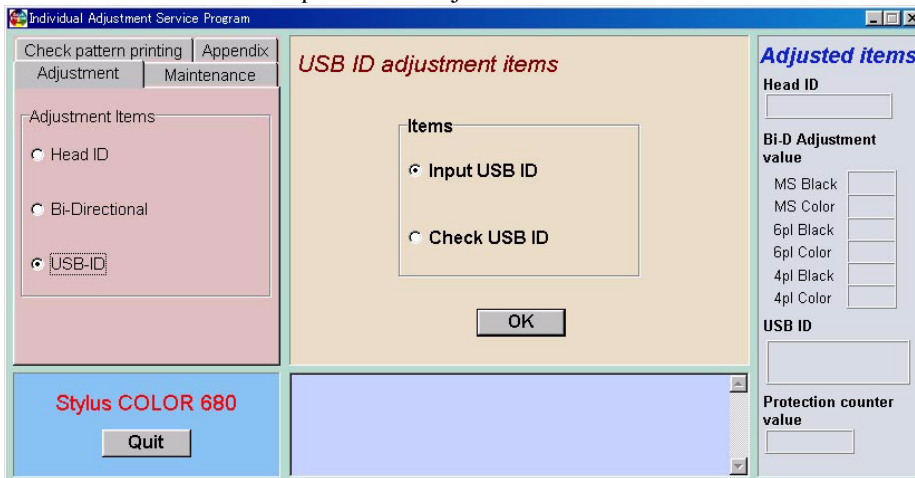 Individual Adjustment Service Program
Check pattern printing
Appendix
Adjustment
Maintenance
Adjustment Items
Head ID
Bi-Directional
USB-ID
Stylus COLOR 680
Quit
USB ID adjustment items
Items
Input USB ID
Check USB ID
OK
Adjusted items
Head ID
Bi-D Adjustment
value
MS Black
MS Color
6pl Black
6pl Color
4pl Black
4pl Color
USB ID
Protection counter
value